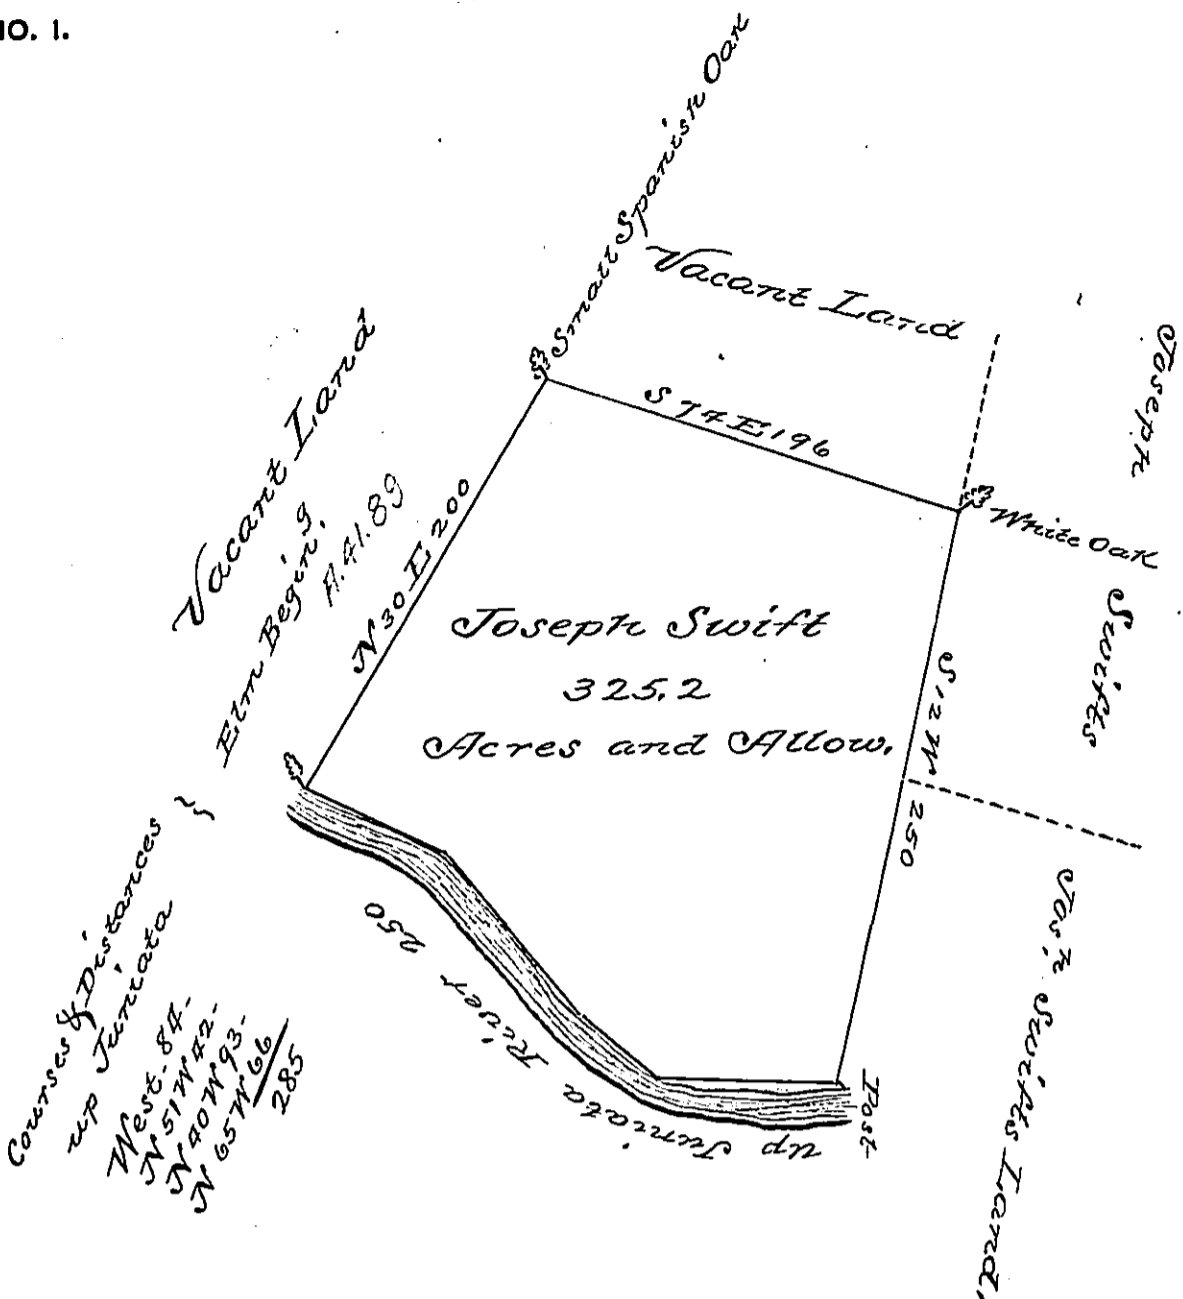 NO. 1.
Small Spanish Oak
Vacant Land
Joseph
Swifts
Vacant Land
Elm Begin'g
A.41.89
N 30 E 200
S 74 E 196
White Oak
Joseph Swift
325.2
Acres and Allow.
S 12 W 250
Jos'h Swifts Land,
Post
up Juniata River 250
Courses & Distances
up Juniata
West - 84 -
N 51 W 42 -
N 40 W 93 -
N 65 W 66
285